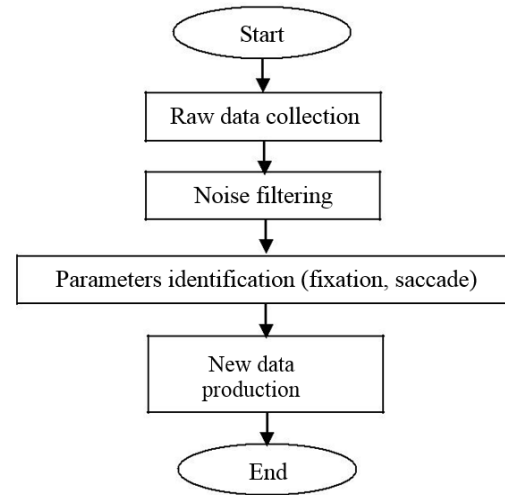 Start
Raw data collection
Noise filtering
Parameters identification (fixation, saccade)
New data
production
End